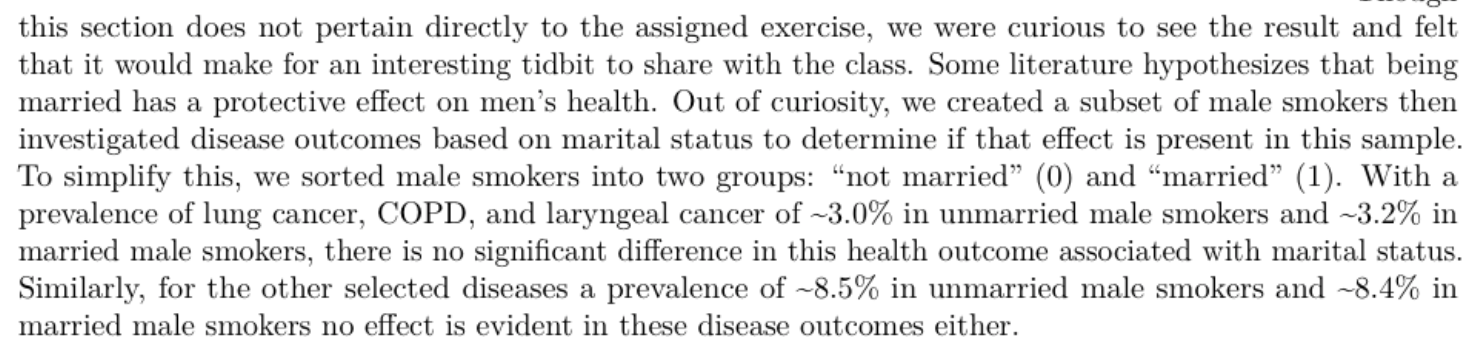 this section does not pertain directly to the assigned exercise, we were curious to see the result and felt
that it would make for an interesting tidbit to share with the class. Some literature hypothesizes that being
married has a protective effect on men's health. Out of curiosity, we created a subset of male smokers then
investigated disease outcomes based on marital status to determine if that effect is present in this sample.
To simplify this, we sorted male smokers into two groups: “not married” (0) and “married” (1). With a
prevalence of lung cancer, COPD, and laryngeal cancer of ~3.0% in unmarried male smokers and ~3.2% in
married male smokers, there is no significant difference in this health outcome associated with marital status.
Similarly, for the other selected diseases a prevalence of ~8.5% in unmarried male smokers and ~8.4% in
married male smokers no effect is evident in these disease outcomes either.